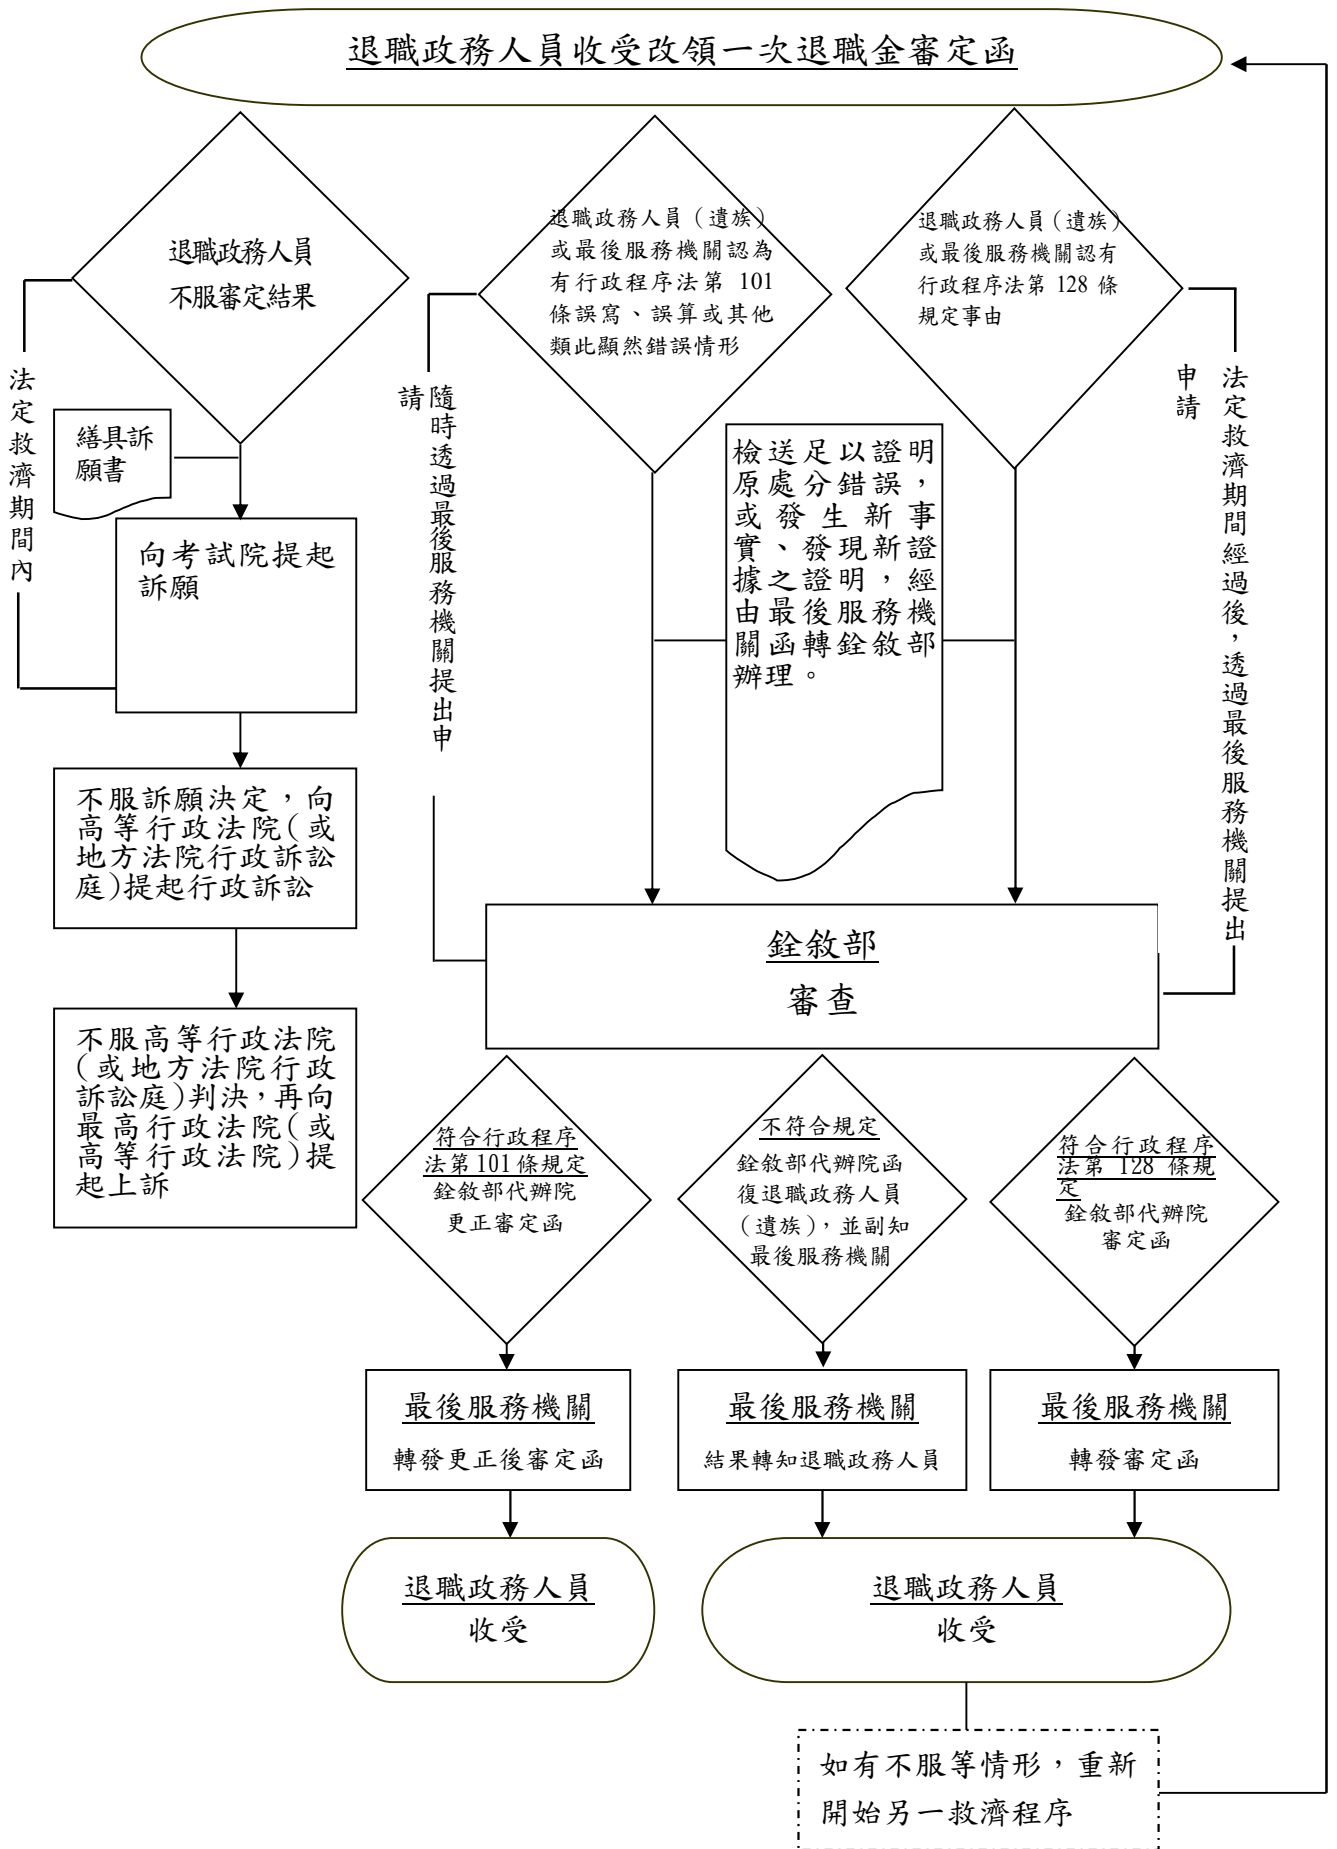 退職政務人員收受改領一次退職金審定函
退職政務人員
不服審定結果
法定救濟期間內
繕具訴
願書
向考試院提起
訴願
不服訴願決定，向
高等行政法院(或
地方法院行政訴訟
庭)提起行政訴訟
不服高等行政法院
(或地方法院行政
訴訟庭)判決，再向
最高行政法院(或
高等行政法院)提
起上訴
退職政務人員（遺族）
或最後服務機關認為
有行政程序法第 101
條誤寫、誤算或其他
類此顯然錯誤情形
隨時透過最後服務機關提出申
請
退職政務人員（遺族）
或最後服務機關認有
行政程序法第 128 條
規定事由
法定救濟期間經過後，透過最後服務機關提出
申請
檢送足以證明
原處分錯誤，
或發生新事
實、發現新證
據之證明，經
由最後服務機
關函轉銓敘部
辦理。
銓敘部
審查
符合行政程序
法第 101 條規定
銓敘部代辦院
更正審定函
不符合規定
銓敘部代辦院函
復退職政務人員
（遺族），並副知
最後服務機關
符合行政程序
法第 128 條規
定
銓敘部代辦院
審定函
最後服務機關
轉發更正後審定函
最後服務機關
結果轉知退職政務人員
最後服務機關
轉發審定函
退職政務人員
收受
退職政務人員
收受
如有不服等情形，重新
開始另一救濟程序